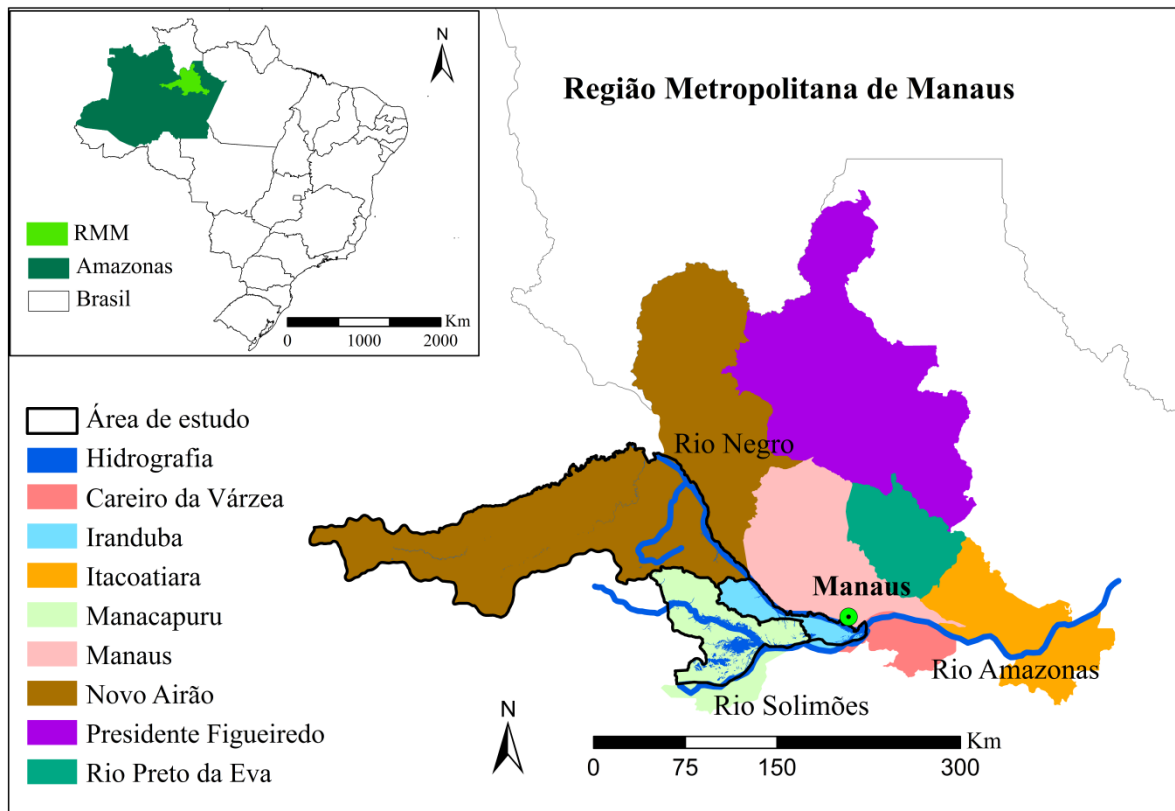 N
RMM
Amazonas
Brasil
Km
0 1000 2000
Região Metropolitana de Manaus
Área de estudo
Hidrografia
Careiro da Várzea
Iranduba
Itacoatiara
Manacapuru
Manaus
Novo Airão
Presidente Figueiredo
Rio Preto da Eva
Rio Negro
Manaus
Rio Amazonas
Rio Solimões
N
Km
0 75 150 300